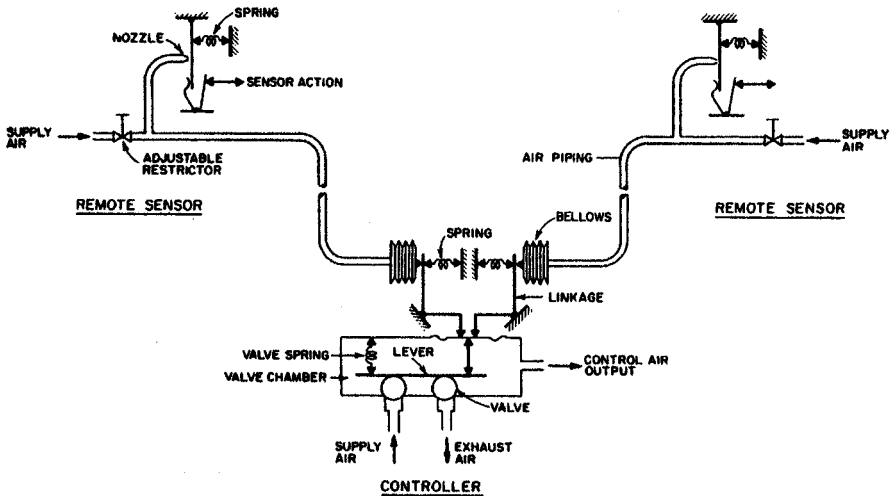 SPRING
NOZZLE
SENSOR ACTION
SUPPLY
AIR
ADJUSTABLE
RESTRICTOR
REMOTE SENSOR
AIR PIPING
SUPPLY
AIR
REMOTE SENSOR
SPRING
BELLOWS
LINKAGE
VALVE SPRING
LEVER
VALVE CHAMBER
CONTROL AIR
OUTPUT
VALVE
SUPPLY
AIR
EXHAUST
AIR
CONTROLLER